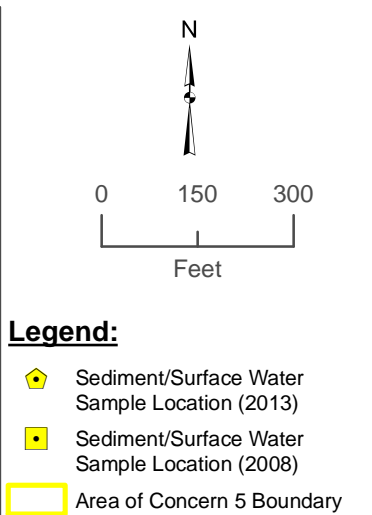 N
0 150 300
Feet
Legend:
Sediment/Surface Water
Sample Location (2013)
Sediment/Surface Water
Sample Location (2008)
Area of Concern 5 Boundary